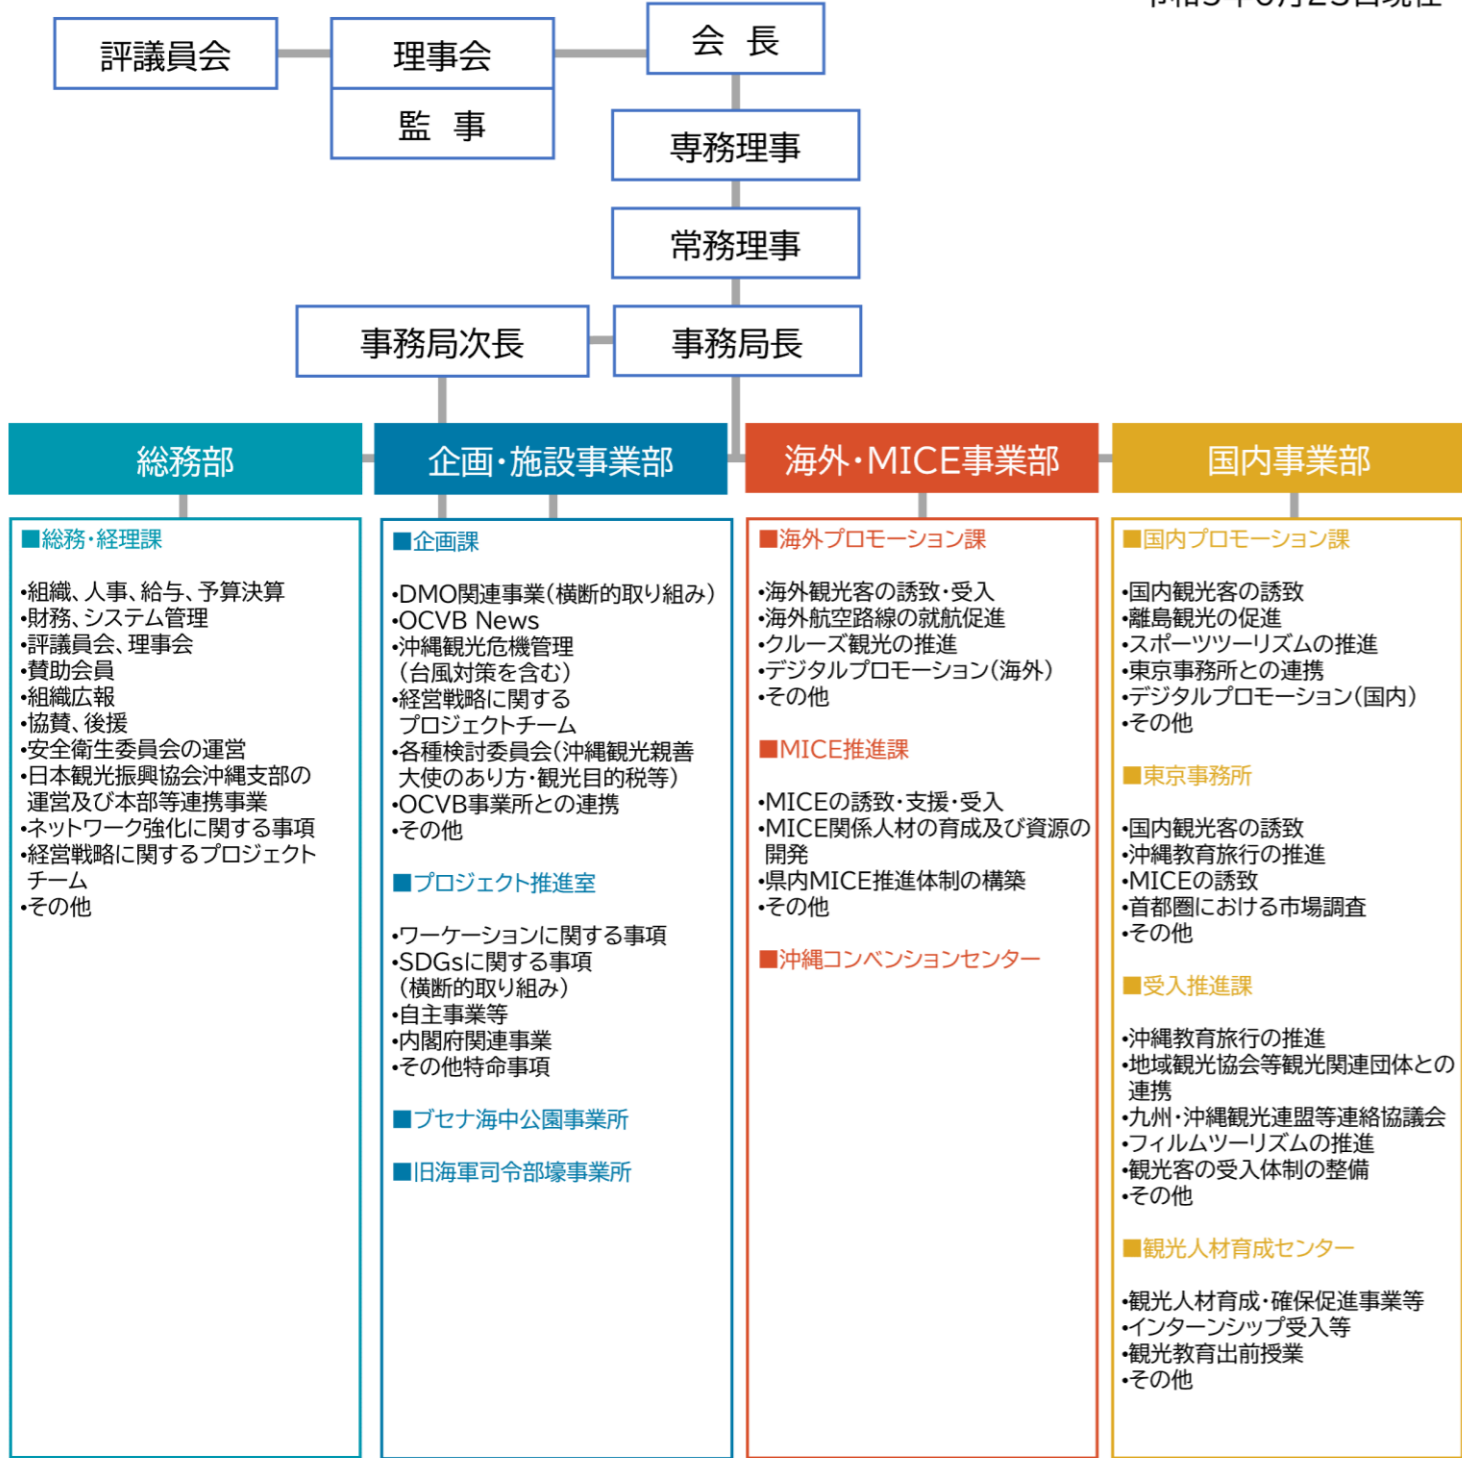 評議員会
理事会
監 事
会 長
専務理事
常務理事
事務局次長
事務局長
総務部
■総務・経理課
•組織、人事、給与、予算決算
•財務、システム管理
•評議員会、理事会
•賛助会員
•組織広報
•協賛、後援
•安全衛生委員会の運営
•日本観光振興協会沖縄支部の
運営及び本部等連携事業
•ネットワーク強化に関する事項
•経営戦略に関するプロジェクト
チーム
•その他
企画・施設事業部
■企画課
•DMO関連事業(横断的取り組み)
•OCVB News
•沖縄観光危機管理
(台風対策を含む)
•経営戦略に関する
プロジェクトチーム
•各種検討委員会(沖縄観光親善
大使のあり方・観光目的税等)
•OCVB事業所との連携
•その他
■プロジェクト推進室
•ワーケーションに関する事項
•SDGsに関する事項
(横断的取り組み)
•自主事業等
•内閣府関連事業
•その他特命事項
■ブセナ海中公園事業所
■旧海軍司令部壕事業所
海外・MICE事業部
■海外プロモーション課
•海外観光客の誘致・受入
•海外航空路線の就航促進
•クルーズ観光の推進
•デジタルプロモーション(海外)
•その他
■MICE推進課
•MICEの誘致・支援・受入
•MICE関係人材の育成及び資源の
開発
•県内MICE推進体制の構築
•その他
■沖縄コンベンションセンター
国内事業部
■国内プロモーション課
•国内観光客の誘致
•離島観光の促進
•スポーツツーリズムの推進
•東京事務所との連携
•デジタルプロモーション(国内)
•その他
■東京事務所
•国内観光客の誘致
•沖縄教育旅行の推進
•MICEの誘致
•首都圏における市場調査
•その他
■受入推進課
•沖縄教育旅行の推進
•地域観光協会等観光関連団体との
連携
•九州・沖縄観光連盟等連絡協議会
•フィルムツーリズムの推進
•観光客の受入体制の整備
•その他
■観光人材育成センター
•観光人材育成・確保促進事業等
•インターンシップ受入等
•観光教育出前授業
•その他